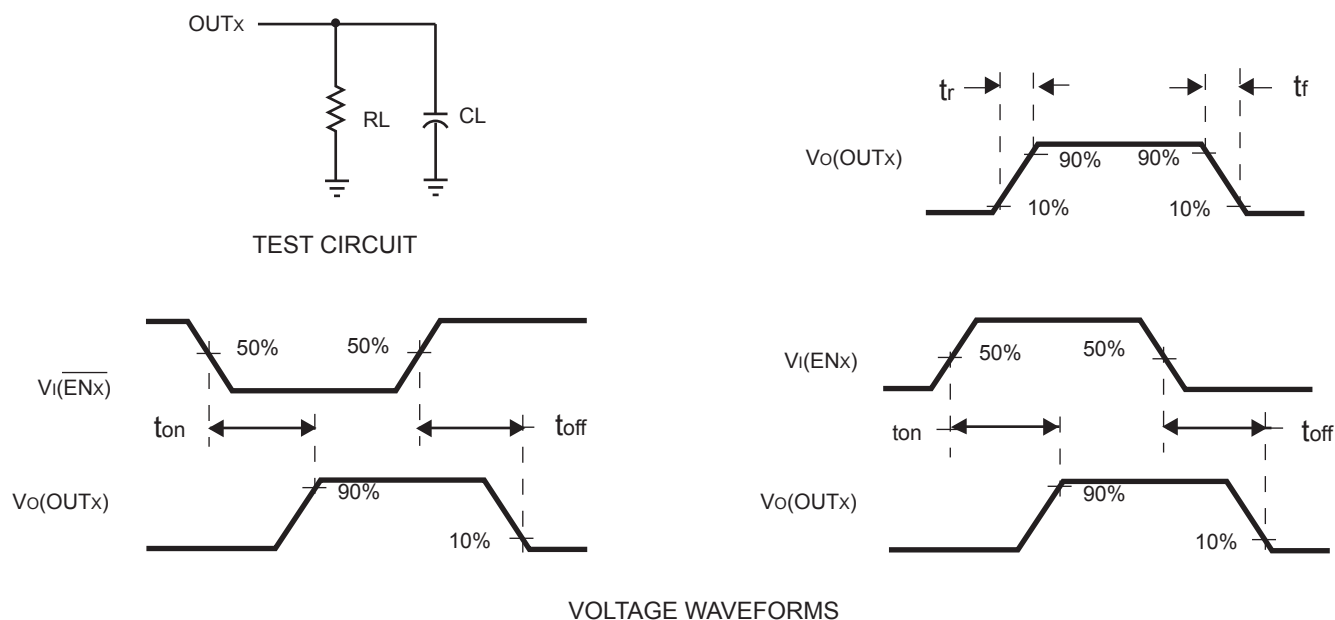 OUTx
RL
CL
TEST CIRCUIT
tr
tf
VO(OUTx)
90%
90%
10%
10%
VI(ENx)
50%
50%
ton
toff
VO(OUTx)
90%
10%
VI(ENx)
50%
50%
ton
toff
VO(OUTx)
90%
10%
VOLTAGE WAVEFORMS